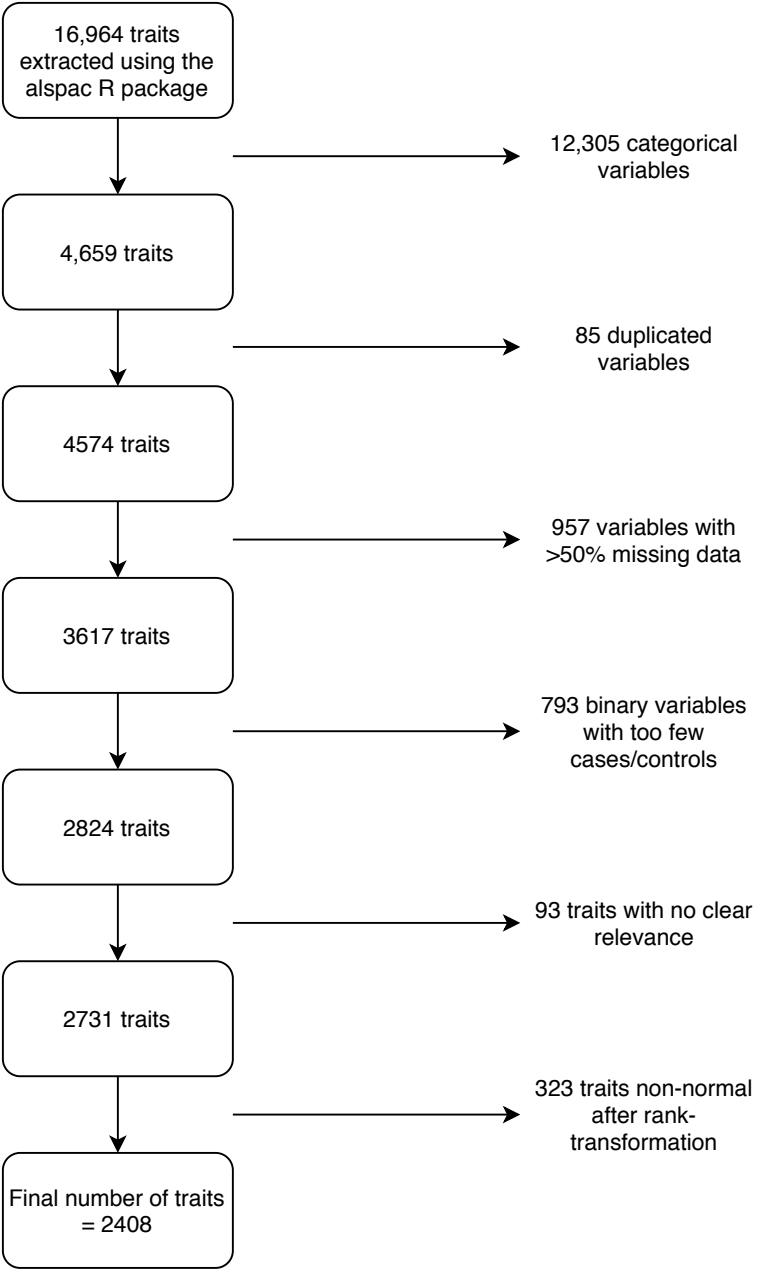 16,964 traits
extracted using the
alspac R package
12,305 categorical
variables
4,659 traits
85 duplicated
variables
4574 traits
957 variables with
>50% missing data
3617 traits
793 binary variables
with too few
cases/controls
2824 traits
93 traits with no clear
relevance
2731 traits
323 traits non-normal
after rank-
transformation
Final number of traits
= 2408